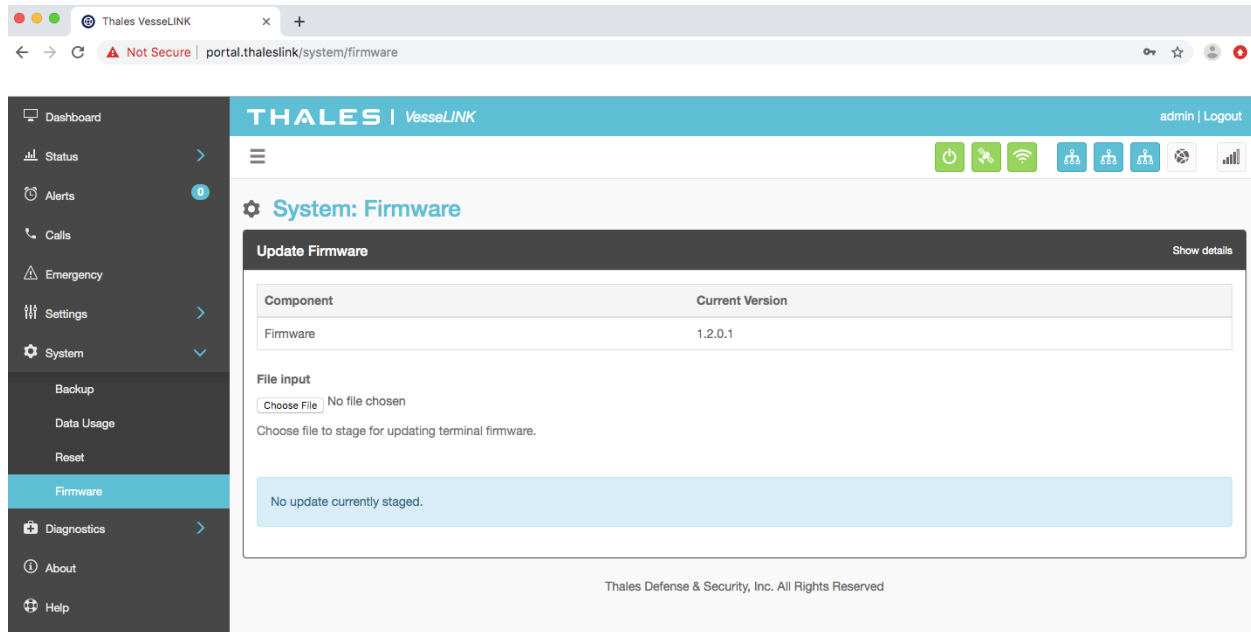 Thales VesseLINK
Not Secure | portal.thaleslink/system/firmware
Dashboard
Status
Alerts 0
Calls
Emergency
Settings
System
Backup
Data Usage
Reset
Firmware
Diagnostics
About
Help
THALES | VesseLINK
admin | Logout
System: Firmware
Update Firmware
Show details
Component Current Version
Firmware 1.2.0.1
File input
Choose File No file chosen
Choose file to stage for updating terminal firmware.
No update currently staged.
Thales Defense & Security, Inc. All Rights Reserved